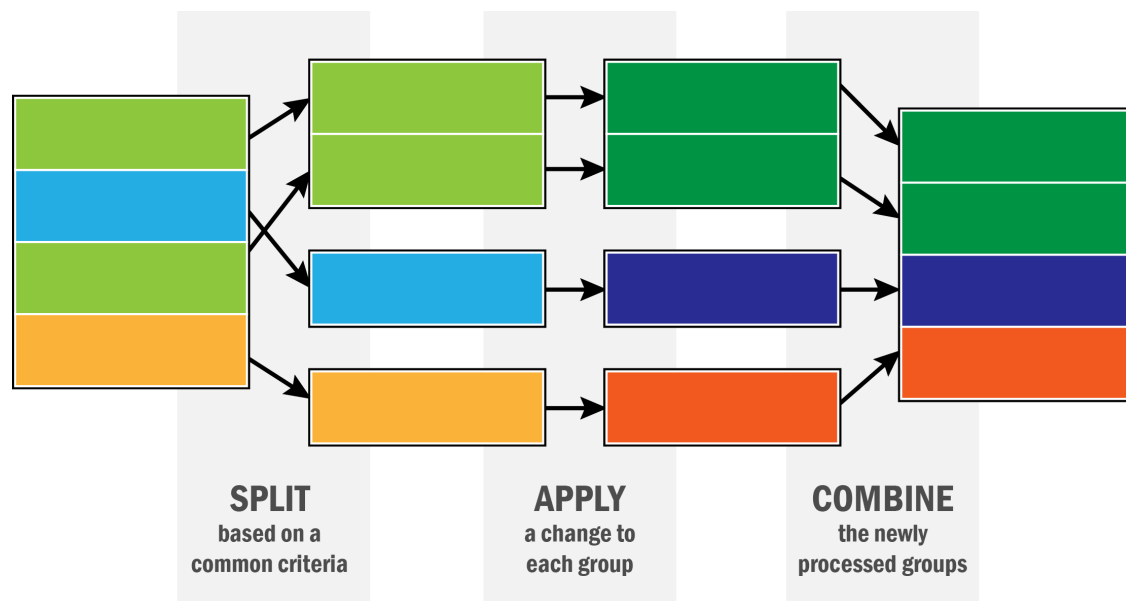 SPLIT
based on a
common criteria
APPLY
a change to
each group
COMBINE
the newly
processed groups